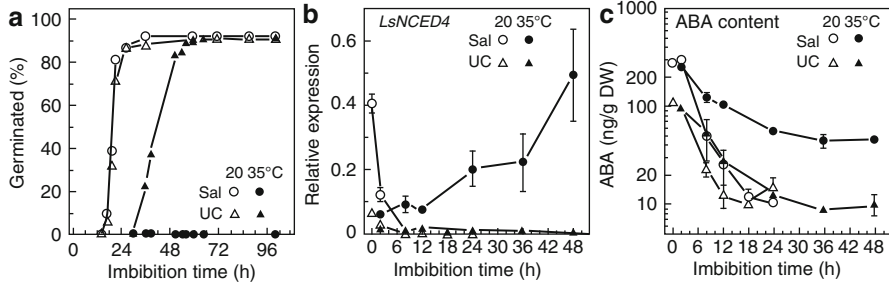 a
Germinated (%)
100
80
60
40
20
0
0 24 48 72 96
Imbibition time (h)
20 35°C
Sal
UC
b
LsNCED4
20 35°C
Sal
UC
Relative expression
0.6
0.4
0.2
0
0 6 12 18 24 30 36 42 48
Imbibition time (h)
c
ABA content
20 35°C
Sal
UC
ABA (ng/g DW)
1000
300
200
100
20
10
0 6 12 18 24 30 36 42 48
Imbibition time (h)